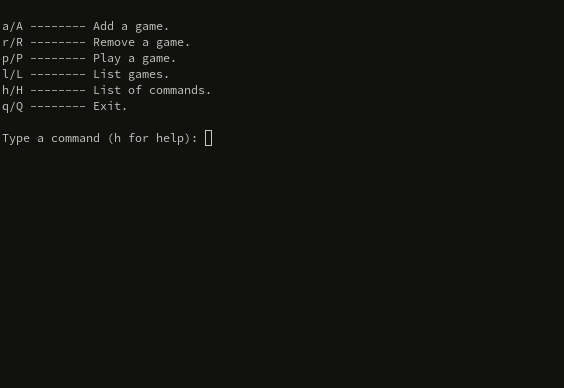 a/A -------- Add a game.
r/R -------- Remove a game.
p/P -------- Play a game.
l/L -------- List games.
h/H -------- List of commands.
q/Q -------- Exit.
Type a command (h for help):